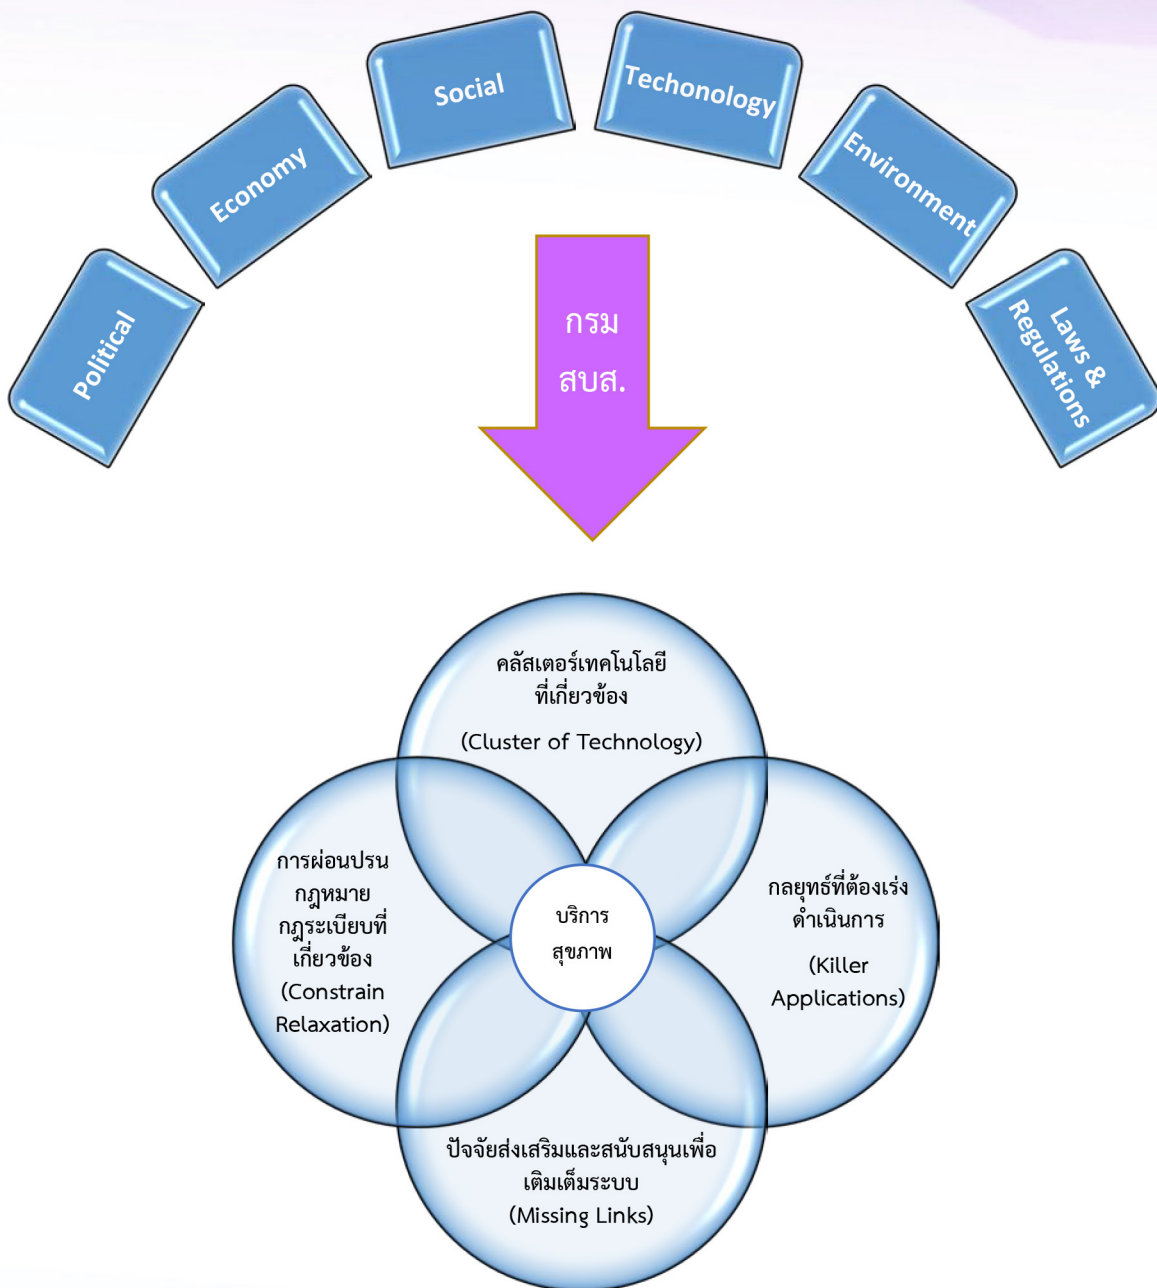 Political
Economy
Social
Techonology
Environment
Laws &
Regulations
กรม
สบส.
คลัสเตอร์เทคโนโลยี
ที่เกี่ยวข้อง
(Cluster of Technology)
การผ่อนปรน
กฎหมาย
กฎระเบียบที่
เกี่ยวข้อง
(Constrain
Relaxation)
บริการ
สุขภาพ
กลยุทธ์ที่ต้องเร่ง
ดำเนินการ
(Killer
Applications)
ปัจจัยส่งเสริมและสนับสนุนเพื่อ
เติมเต็มระบบ
(Missing Links)